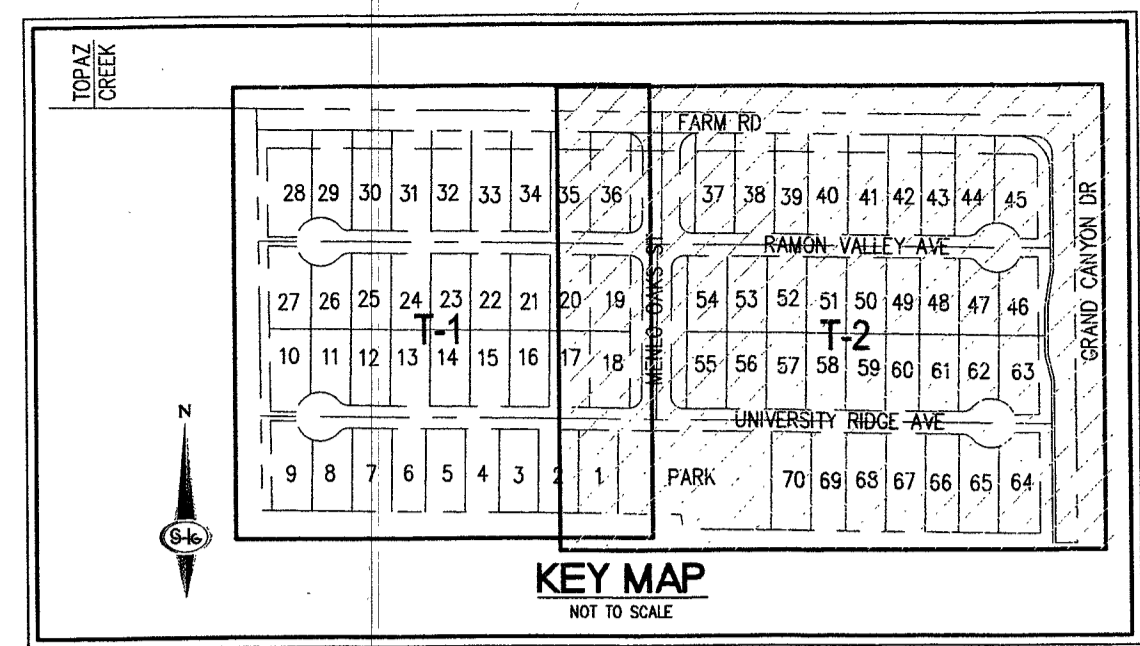 TOPAZ
CREEK
FARM RD
28 29 30 31 32 33 34 35 36 37 38 39 40 41 42 43 44 45
RAMON VALLEY AVE
GRAND CANYON DR
MENLO OAKS ST
27 26 25 24 23 22 21 20 19 54 53 52 51 50 49 48 47 46
T-1
T-2
10 11 12 13 14 15 16 17 18 55 56 57 58 59 60 61 62 63
UNIVERSITY RIDGE AVE
9 8 7 6 5 4 3 2 1 PARK 70 69 68 67 66 65 64
N
S-16
KEY MAP
NOT TO SCALE